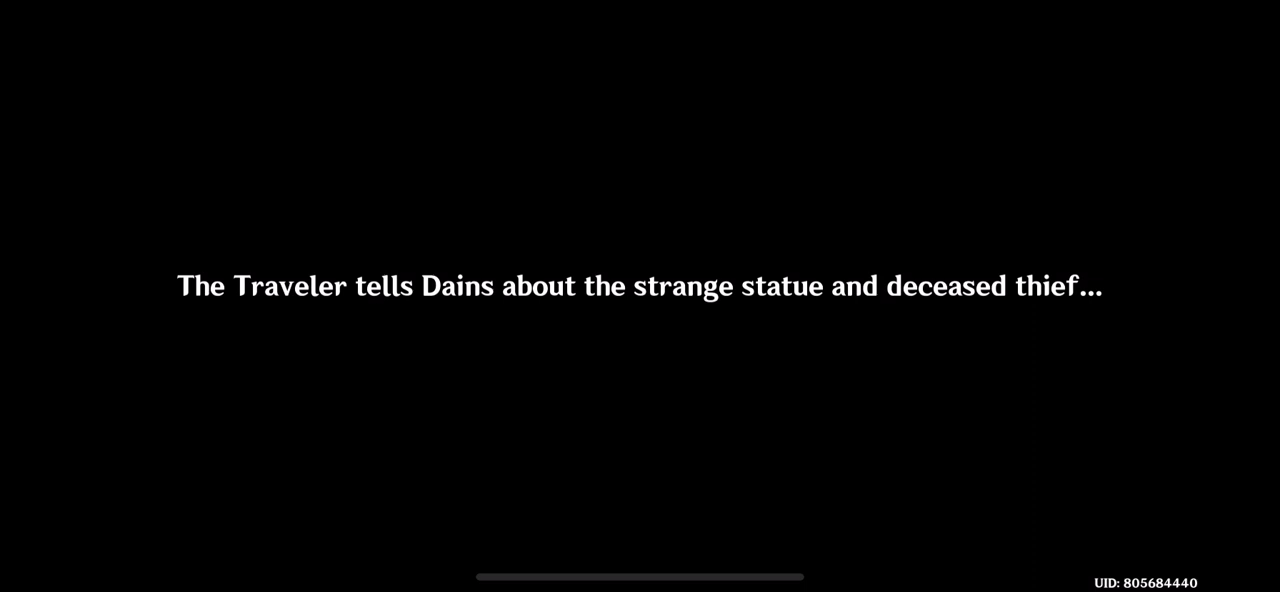 The Traveler tells Dains about the strange statue and deceased thief...
UID: 805684440